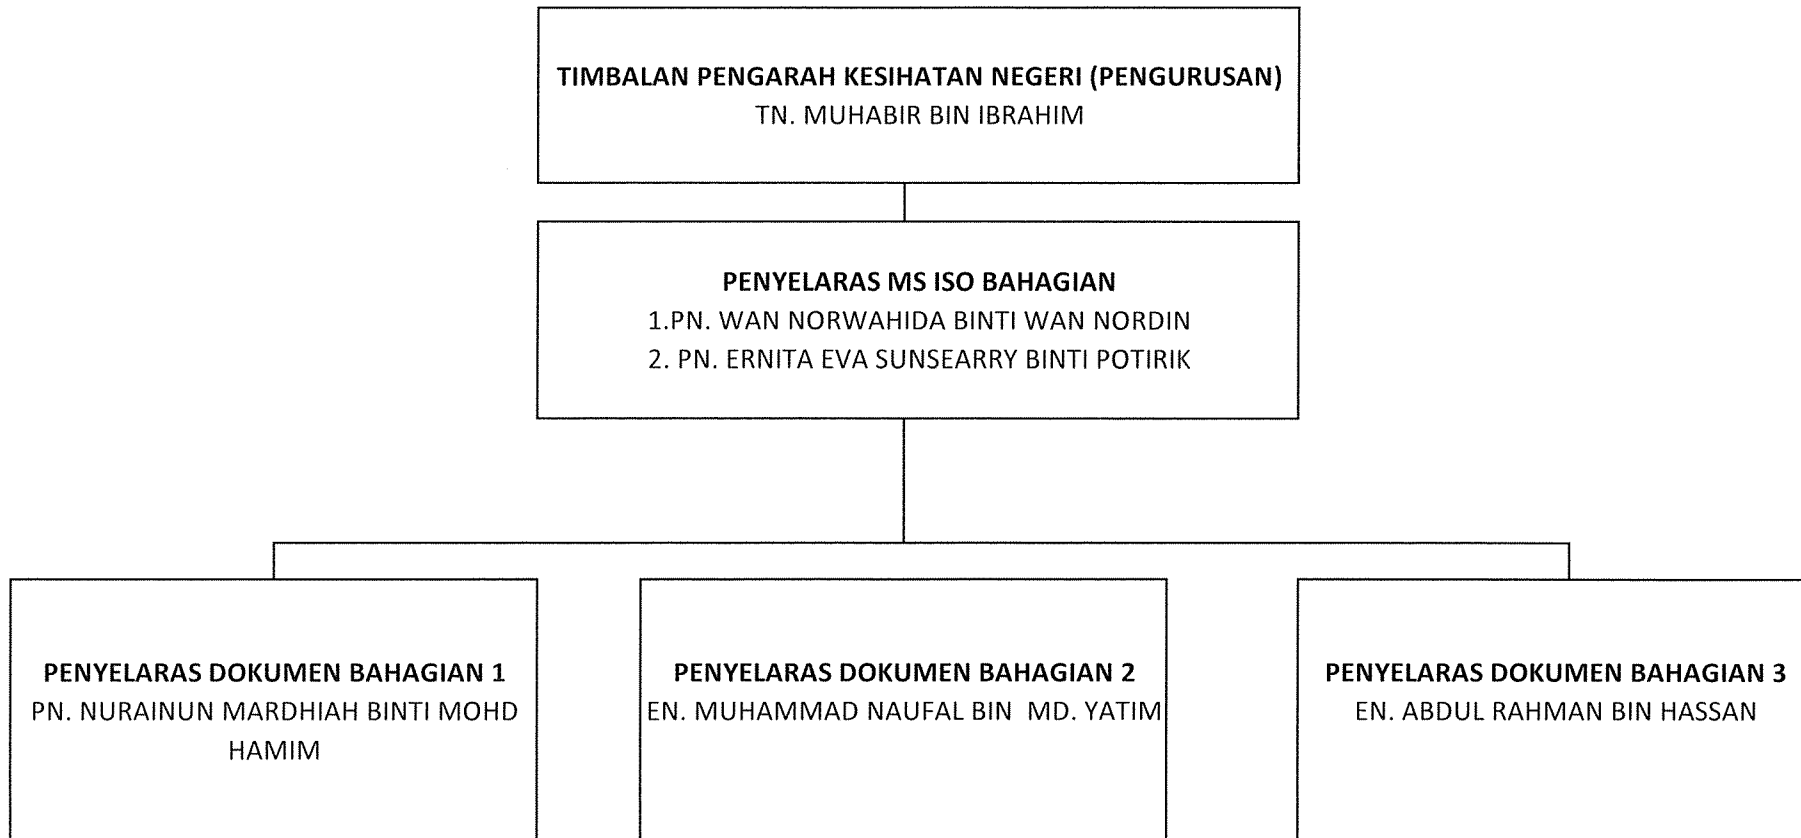 TIMBALAN PENGARAH KESIHATAN NEGERI (PENGURUSAN)
TN. MUHABIR BIN IBRAHIM
PENYELARAS MS ISO BAHAGIAN
1.PN. WAN NORWAHIDA BINTI WAN NORDIN
2. PN. ERNITA EVA SUNSEARRY BINTI POTIRIK
PENYELARAS DOKUMEN BAHAGIAN 1
PN. NURAINUN MARDHIAH BINTI MOHD
HAMIM
PENYELARAS DOKUMEN BAHAGIAN 2
EN. MUHAMMAD NAUFAL BIN  MD. YATIM
PENYELARAS DOKUMEN BAHAGIAN 3
EN. ABDUL RAHMAN BIN HASSAN